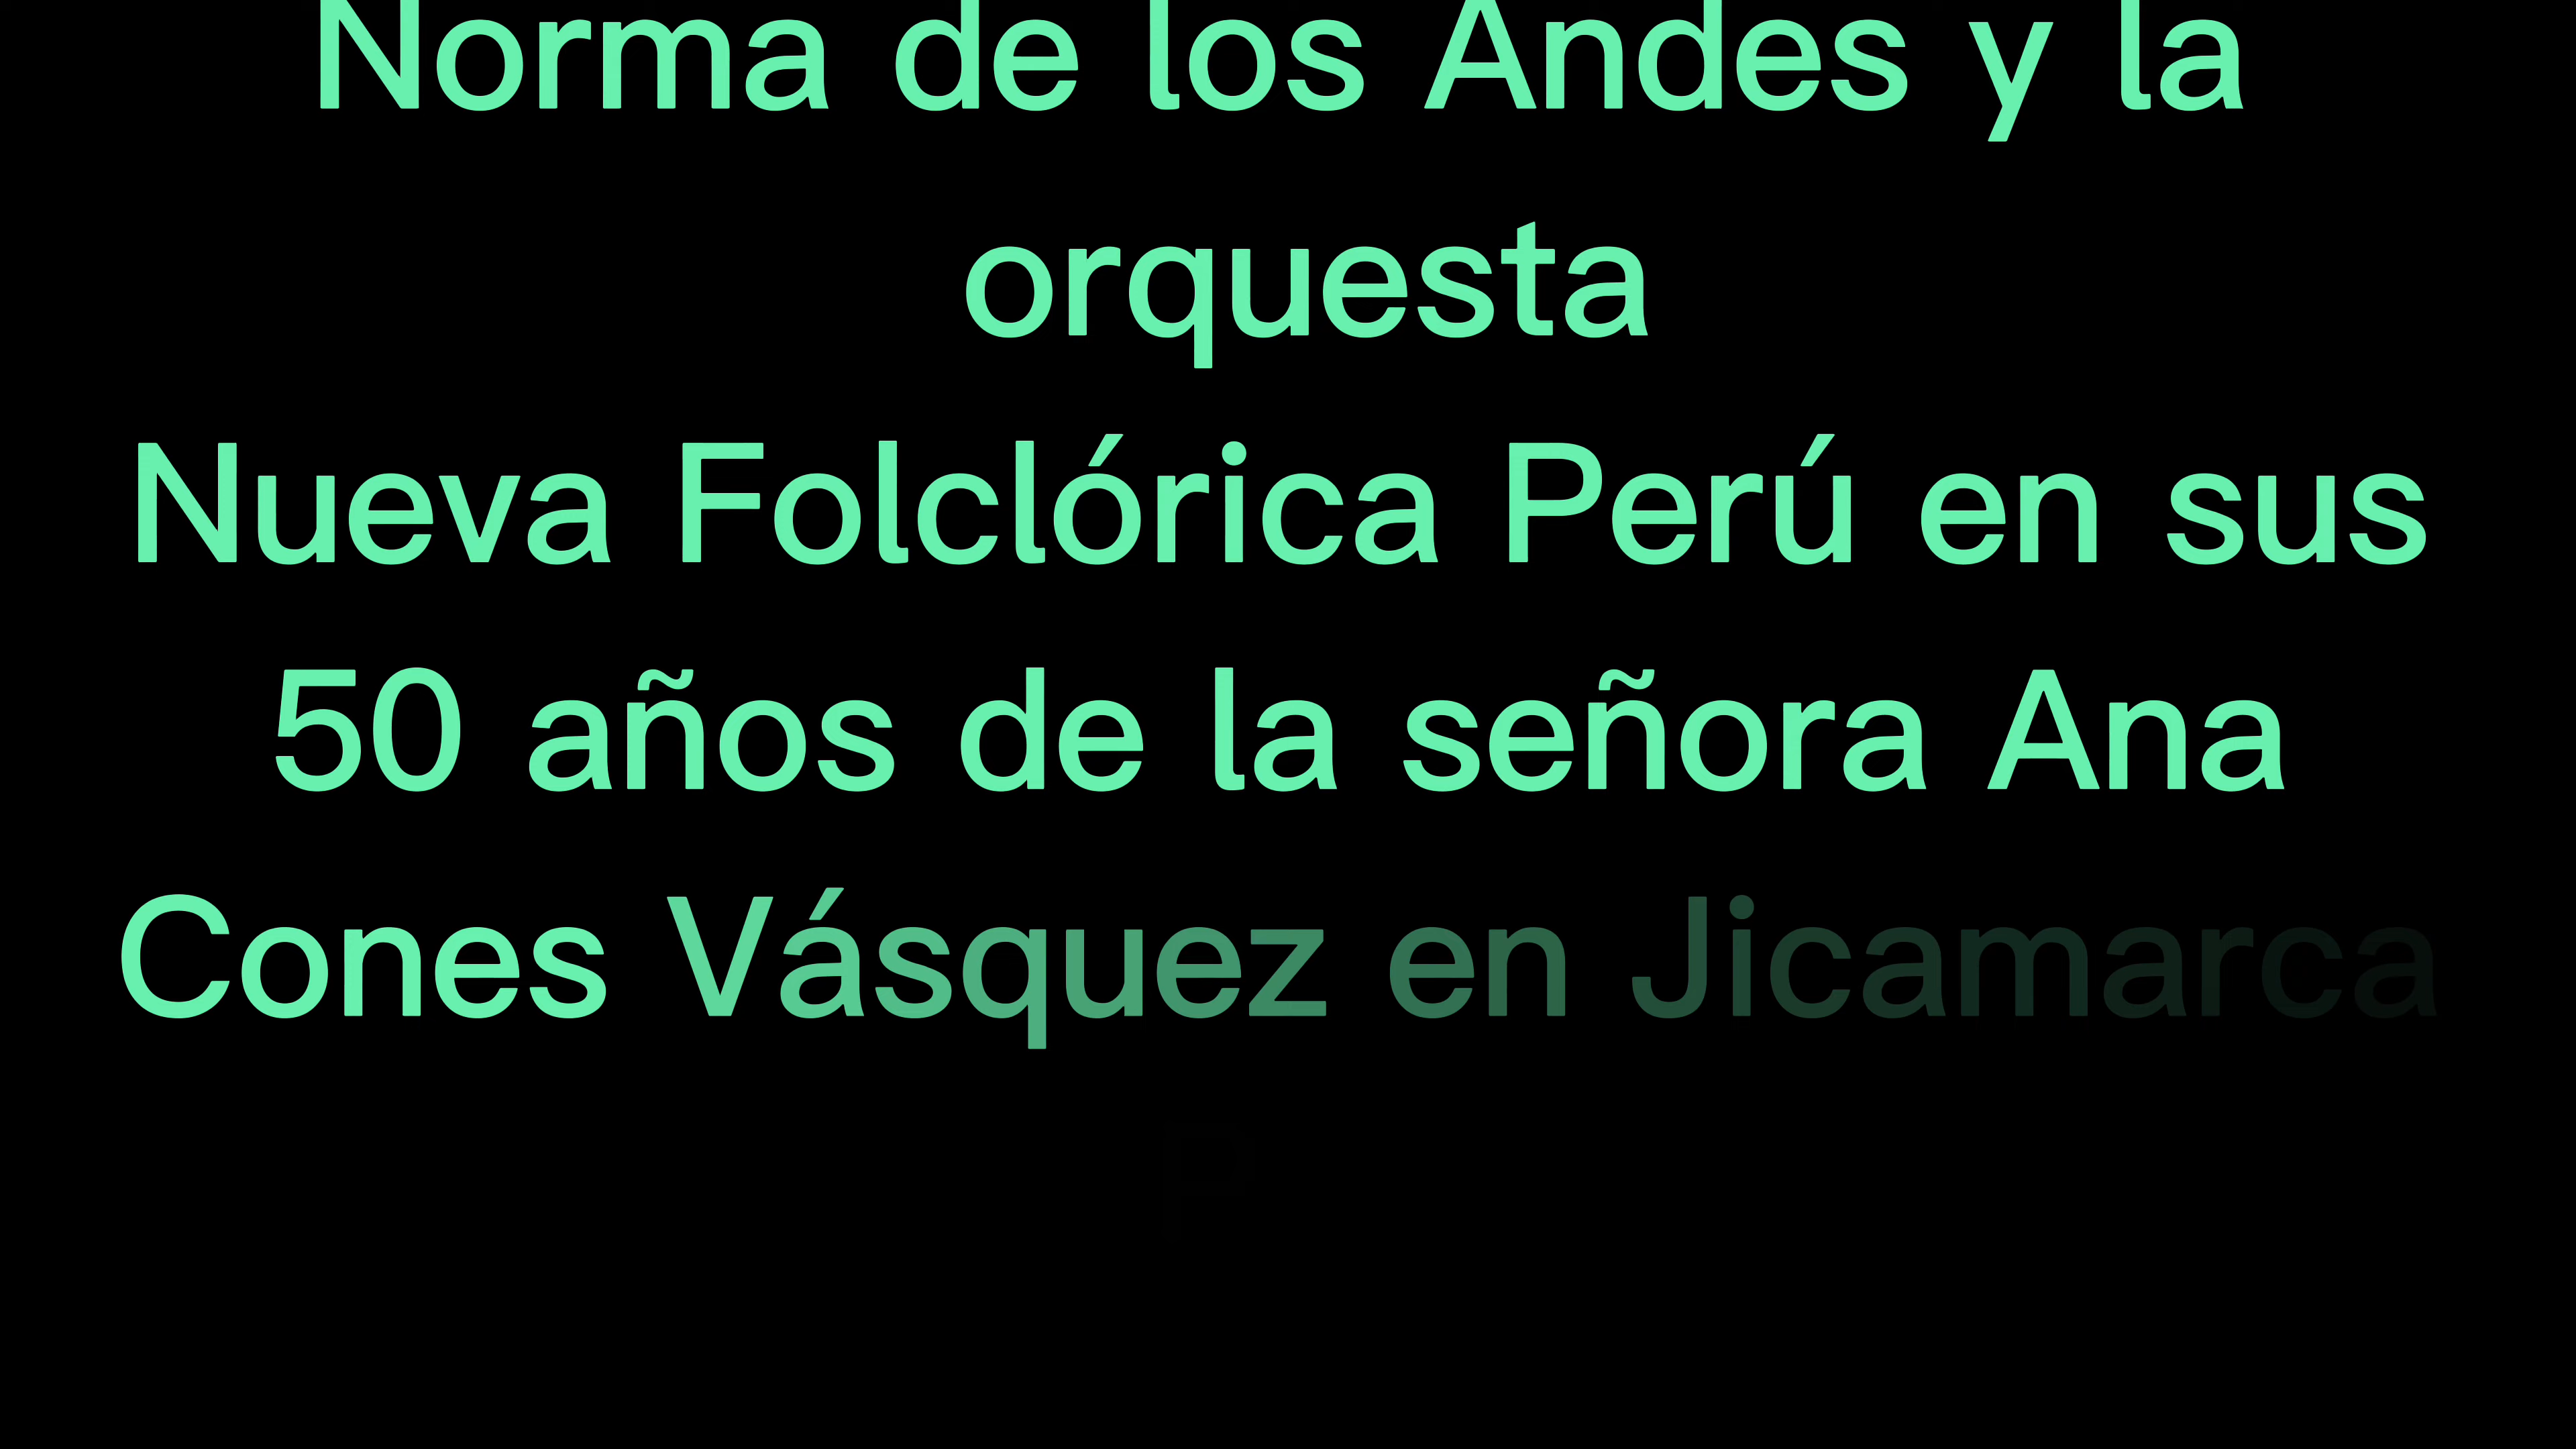 Norma de los Andes y la
orquesta
Nueva Folclórica Perú en sus
50 años de la señora Ana
Cones Vásquez en Jicamarca
P